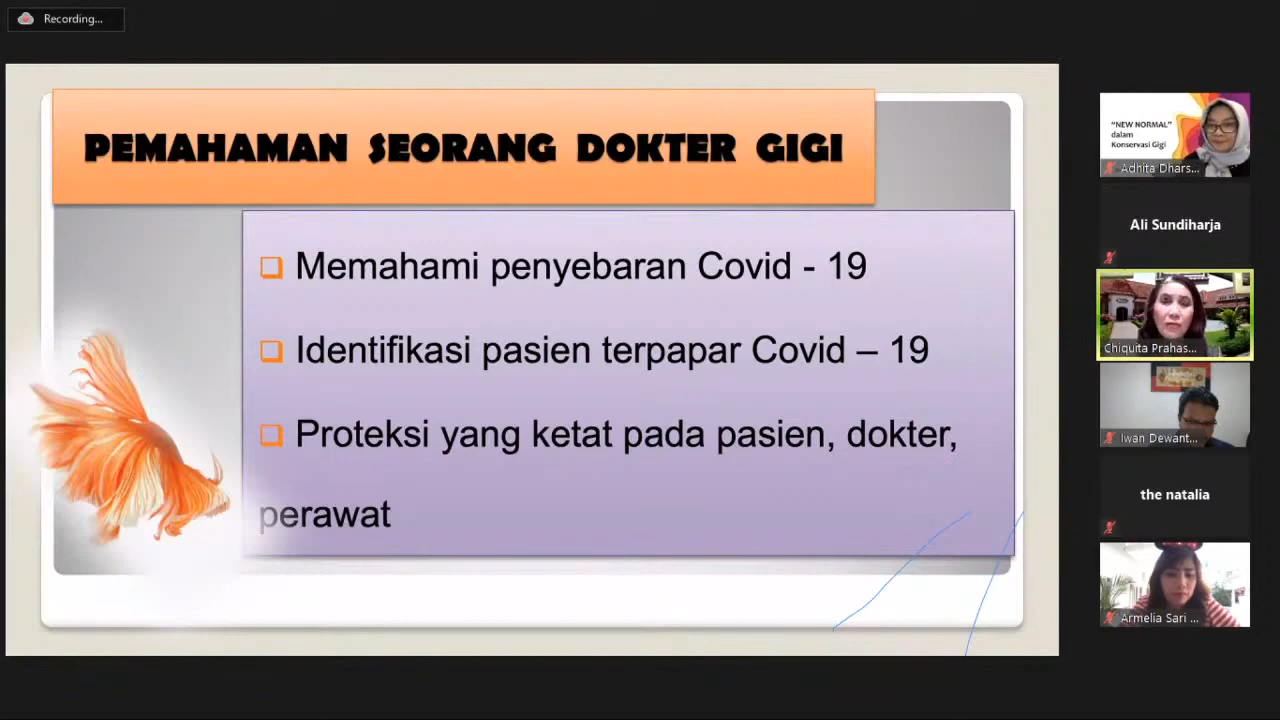 Recording...
PEMAHAMAN SEORANG DOKTER GIGI
Memahami penyebaran Covid - 19
Identifikasi pasien terpapar Covid – 19
Proteksi yang ketat pada pasien, dokter,
perawat
“NEW NORMAL”
dalam
Konservasi Gigi
Adhita Dhars...
Ali Sundiharja
Chiquita Prahas...
Iwan Dewant...
the natalia
Armelia Sari ...